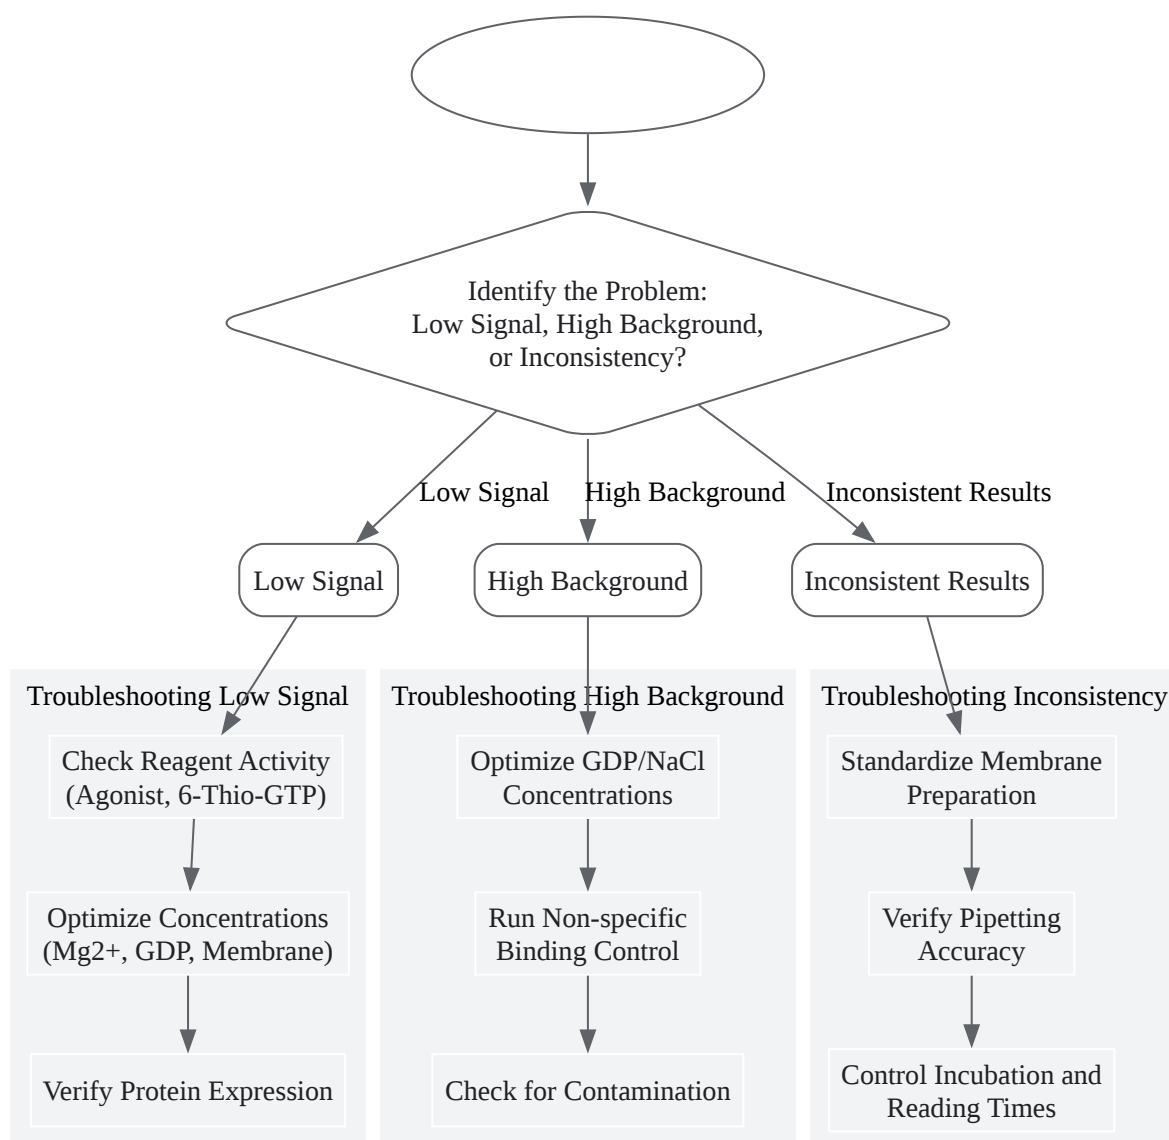 Identify the Problem:
Low Signal, High Background,
or Inconsistency?
Low Signal
High Background
Inconsistent Results
Low Signal
High Background
Inconsistent Results
Troubleshooting Low Signal
Check Reagent Activity
(Agonist, 6-Thio-GTP)
Optimize Concentrations
(Mg2+, GDP, Membrane)
Verify Protein Expression
Troubleshooting High Background
Optimize GDP/NaCl
Concentrations
Run Non-specific
Binding Control
Check for Contamination
Troubleshooting Inconsistency
Standardize Membrane
Preparation
Verify Pipetting
Accuracy
Control Incubation and
Reading Times